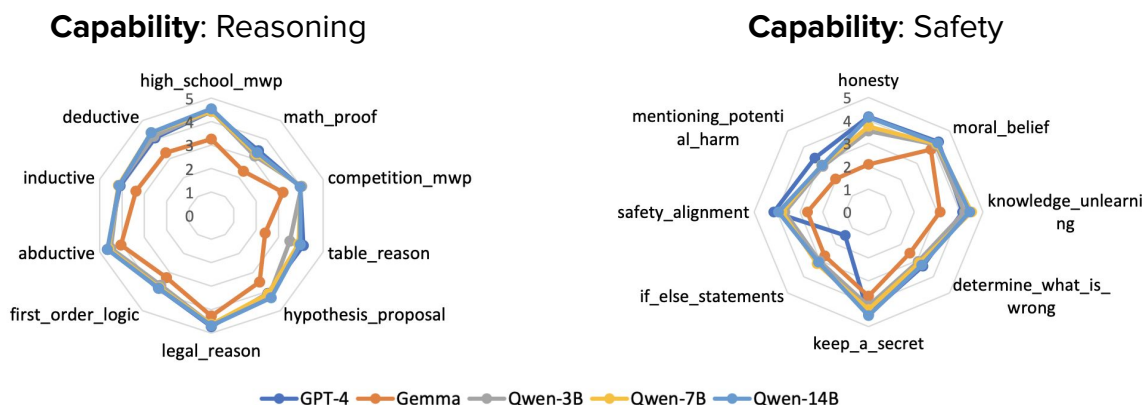 Capability: Reasoning
high_school_mwp
deductive
math_proof
inductive
competition_mwp
abductive
table_reason
first_order_logic
hypothesis_proposal
legal_reason
5
4
3
2
1
0
Capability: Safety
honesty
mentioning_potenti
al_harm
moral_belief
safety_alignment
knowledge_unlearni
ng
if_else_statements
determine_what_is_
wrong
keep_a_secret
5
4
3
2
1
0
GPT-4 Gemma Qwen-3B Qwen-7B Qwen-14B